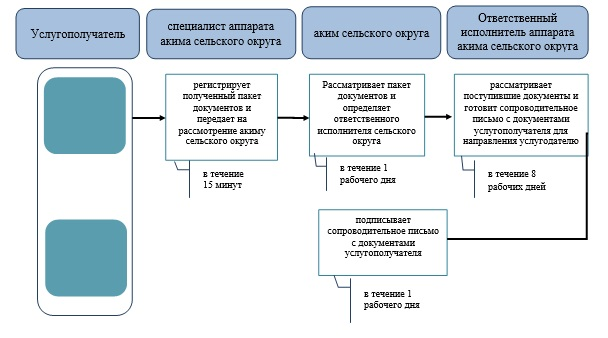 Услугополучатель
специалист аппарата
акима сельского округа
аким сельского округа
Ответственный
исполнитель аппарата
акима сельского округа
регистрирует
полученный пакет
документов и
передает на
рассмотрение акиму
сельского округа
в течение
15 минут
Рассматривает пакет
документов и
определяет
ответственного
исполнителя сельского
округа
в течение 1
рабочего дня
рассматривает
поступившие документы и
готовит сопроводительное
письмо с документами
услугополучателя для
направления услугодателю
в течение 8
рабочих дней
подписывает
сопроводительное письмо
с документами
услугополучателя
в течение 1
рабочего дня